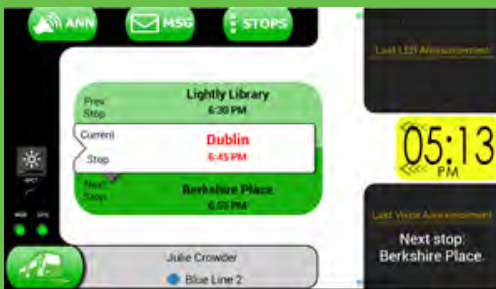 ANN
MSG
STOPS
Last LED Announcement
Prev
Stop
Lightly Library
6:30 PM
Current
Stop
Dublin
6:45 PM
Next
Stop
Berkshire Place
6:55 PM
05:13
PM
Last Voice Announcement
Next stop:
Berkshire Place.
Julie Crowder
Blue Line 2